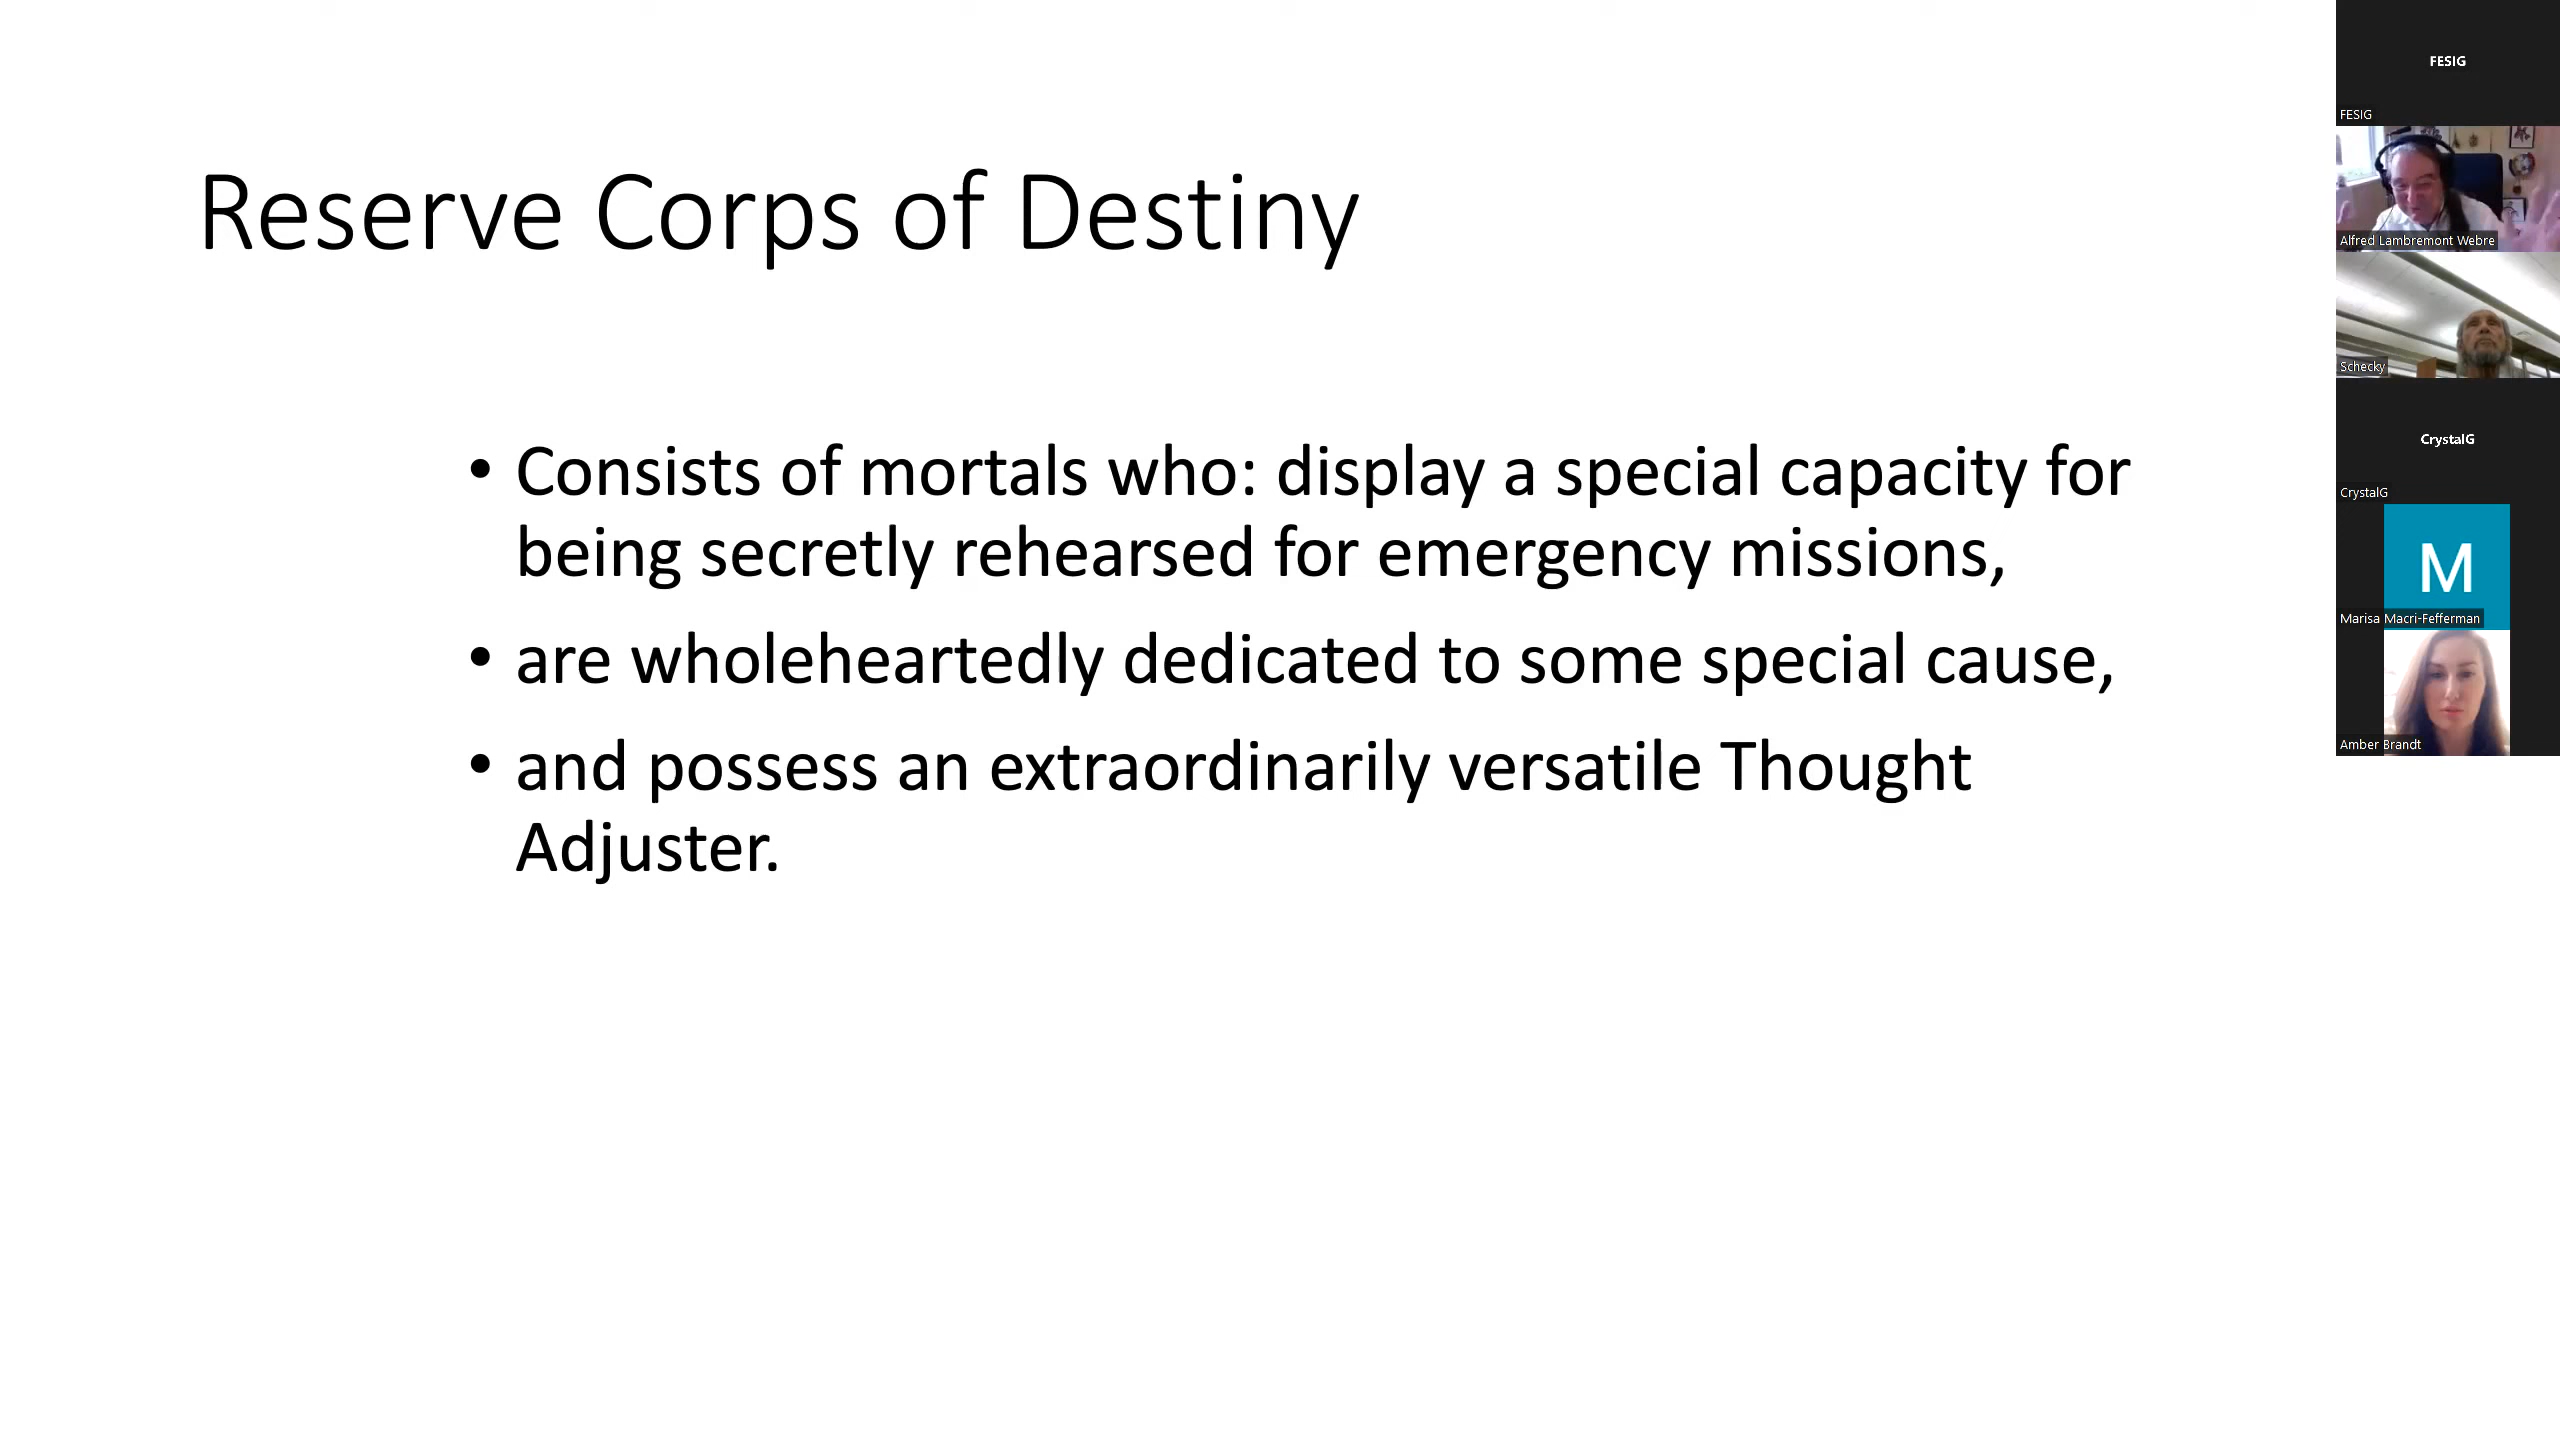 Reserve Corps of Destiny
• Consists of mortals who: display a special capacity for
being secretly rehearsed for emergency missions,
• are wholeheartedly dedicated to some special cause,
• and possess an extraordinarily versatile Thought
Adjuster.
FESIG
FESIG
Alfred Lambremont Webre
Schecky
CrystalG
CrystalG
M
Marisa Macri-Fefferman
Amber Brandt